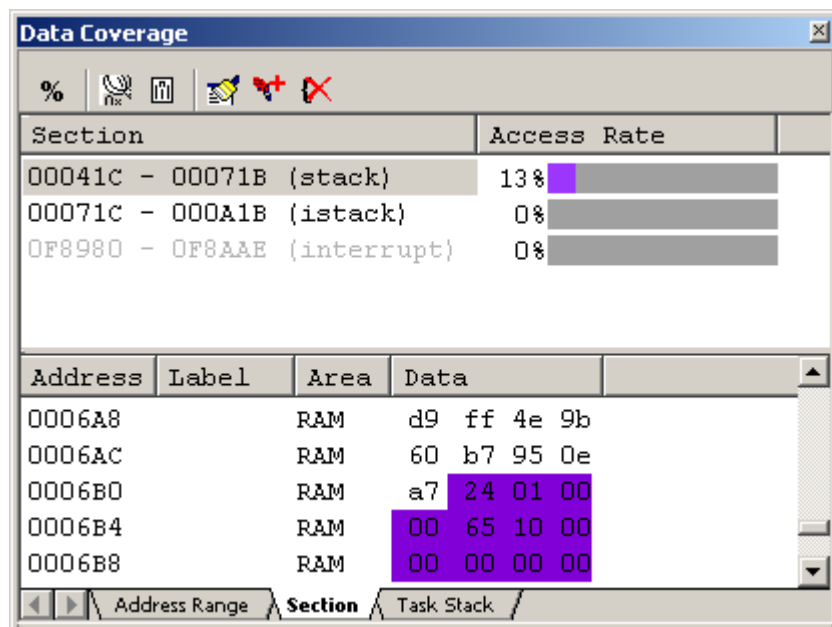 Data Coverage
%
Section Access Rate
00041C - 00071B (stack) 13%
00071C - 000A1B (istack) 0%
0F8980 - 0F8AAE (interrupt) 0%
Address Label Area Data
0006A8 RAM d9 ff 4e 9b
0006AC RAM 60 b7 95 0e
0006B0 RAM a7 24 01 00
0006B4 RAM 00 65 10 00
0006B8 RAM 00 00 00 00
Address Range Section Task Stack